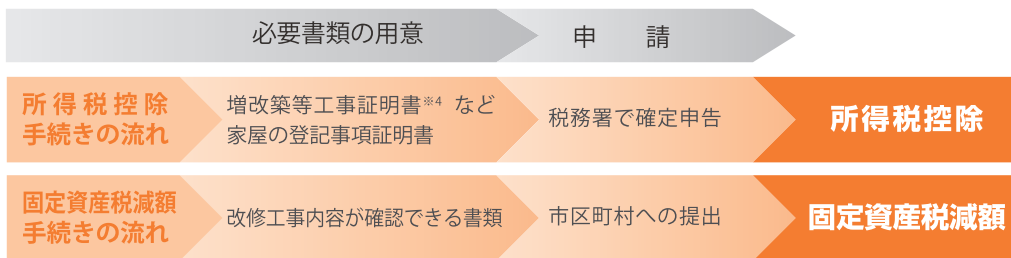 必要書類の用意
申 請
所得税控除
手続きの流れ
増改築等工事証明書※4 など
家屋の登記事項証明書
税務署で確定申告
所得税控除
固定資産税減額
手続きの流れ
改修工事内容が確認できる書類
市区町村への提出
固定資産税減額